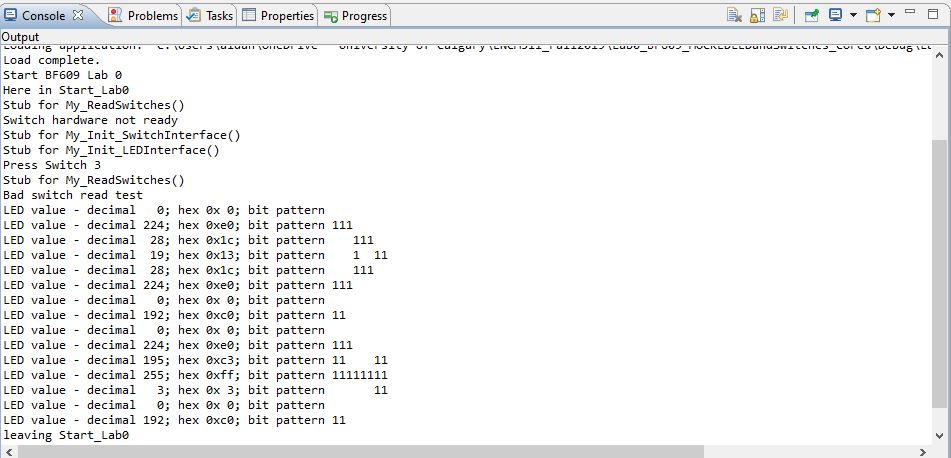 Console Problems Tasks Properties Progress
Output
Loading application: "C:\Users\aidan\OneDrive - University of Calgary\ENCM511_Fall2019\Lab0_BF609_MOCKEDLEDandSwitches_Core0\Debug\L
Load complete.
Start BF609 Lab 0
Here in Start_Lab0
Stub for My_ReadSwitches()
Switch hardware not ready
Stub for My_Init_SwitchInterface()
Stub for My_Init_LEDInterface()
Press Switch 3
Stub for My_ReadSwitches()
Bad switch read test
LED value - decimal   0; hex 0x 0; bit pattern
LED value - decimal 224; hex 0xe0; bit pattern 111
LED value - decimal  28; hex 0x1c; bit pattern    111
LED value - decimal  19; hex 0x13; bit pattern    1  11
LED value - decimal  28; hex 0x1c; bit pattern    111
LED value - decimal 224; hex 0xe0; bit pattern 111
LED value - decimal   0; hex 0x 0; bit pattern
LED value - decimal 192; hex 0xc0; bit pattern 11
LED value - decimal   0; hex 0x 0; bit pattern
LED value - decimal 224; hex 0xe0; bit pattern 111
LED value - decimal 195; hex 0xc3; bit pattern 11    11
LED value - decimal 255; hex 0xff; bit pattern 11111111
LED value - decimal   3; hex 0x 3; bit pattern       11
LED value - decimal   0; hex 0x 0; bit pattern
LED value - decimal 192; hex 0xc0; bit pattern 11
leaving Start_Lab0